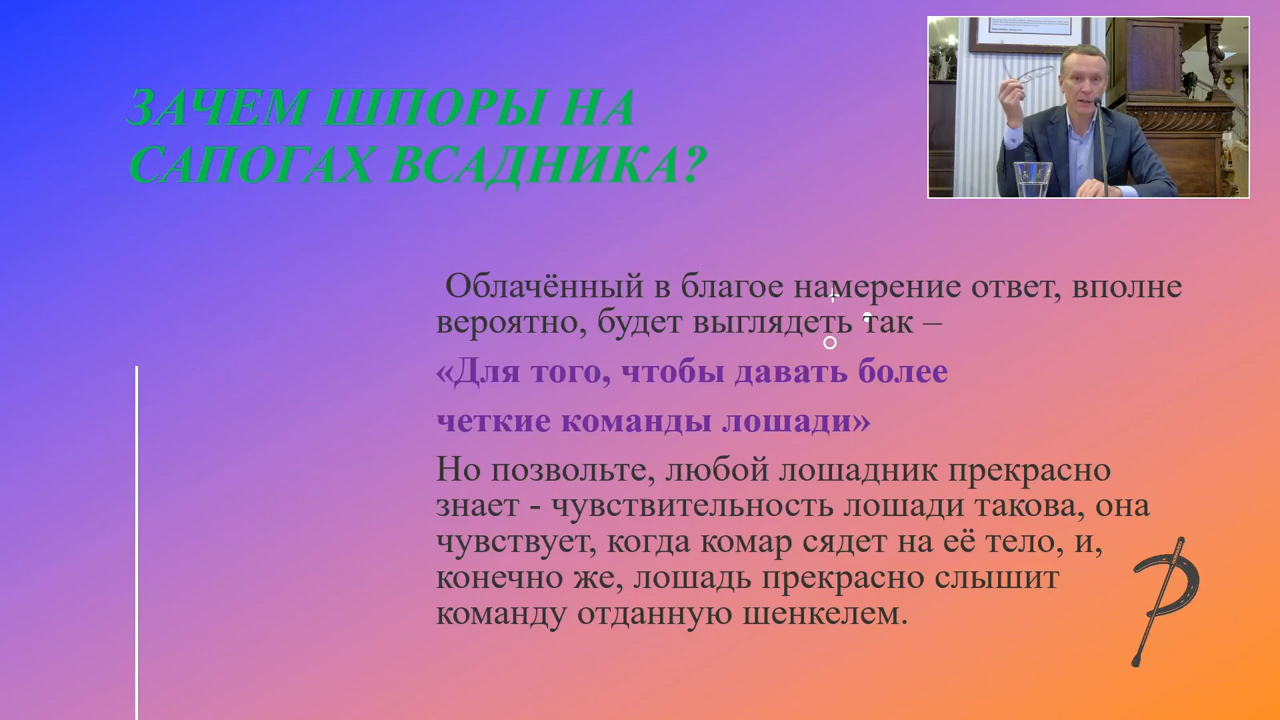 ЗАЧЕМ ШПОРЫ НА
САПОГАХ ВСАДНИКА?
Облачённый в благое намерение ответ, вполне
вероятно, будет выглядеть так –
«Для того, чтобы давать более
четкие команды лошади»
Но позвольте, любой лошадник прекрасно
знает - чувствительность лошади такова, она
чувствует, когда комар сядет на её тело, и,
конечно же, лошадь прекрасно слышит
команду отданную шенкелем.